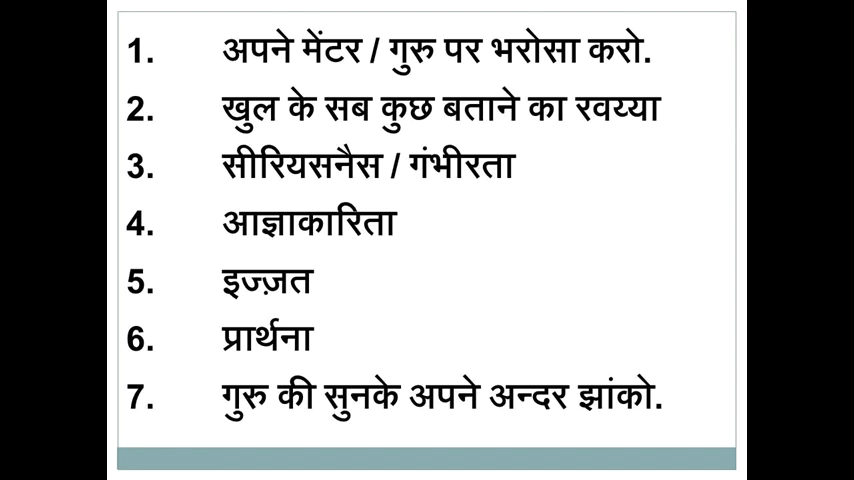 1. अपने मेंटर / गुरु पर भरोसा करो.
2. खुल के सब कुछ बताने का रवय्या
3. सीरियसनैस / गंभीरता
4. आज्ञाकारिता
5. इज्ज़त
6. प्रार्थना
7. गुरु की सुनके अपने अन्दर झांको.